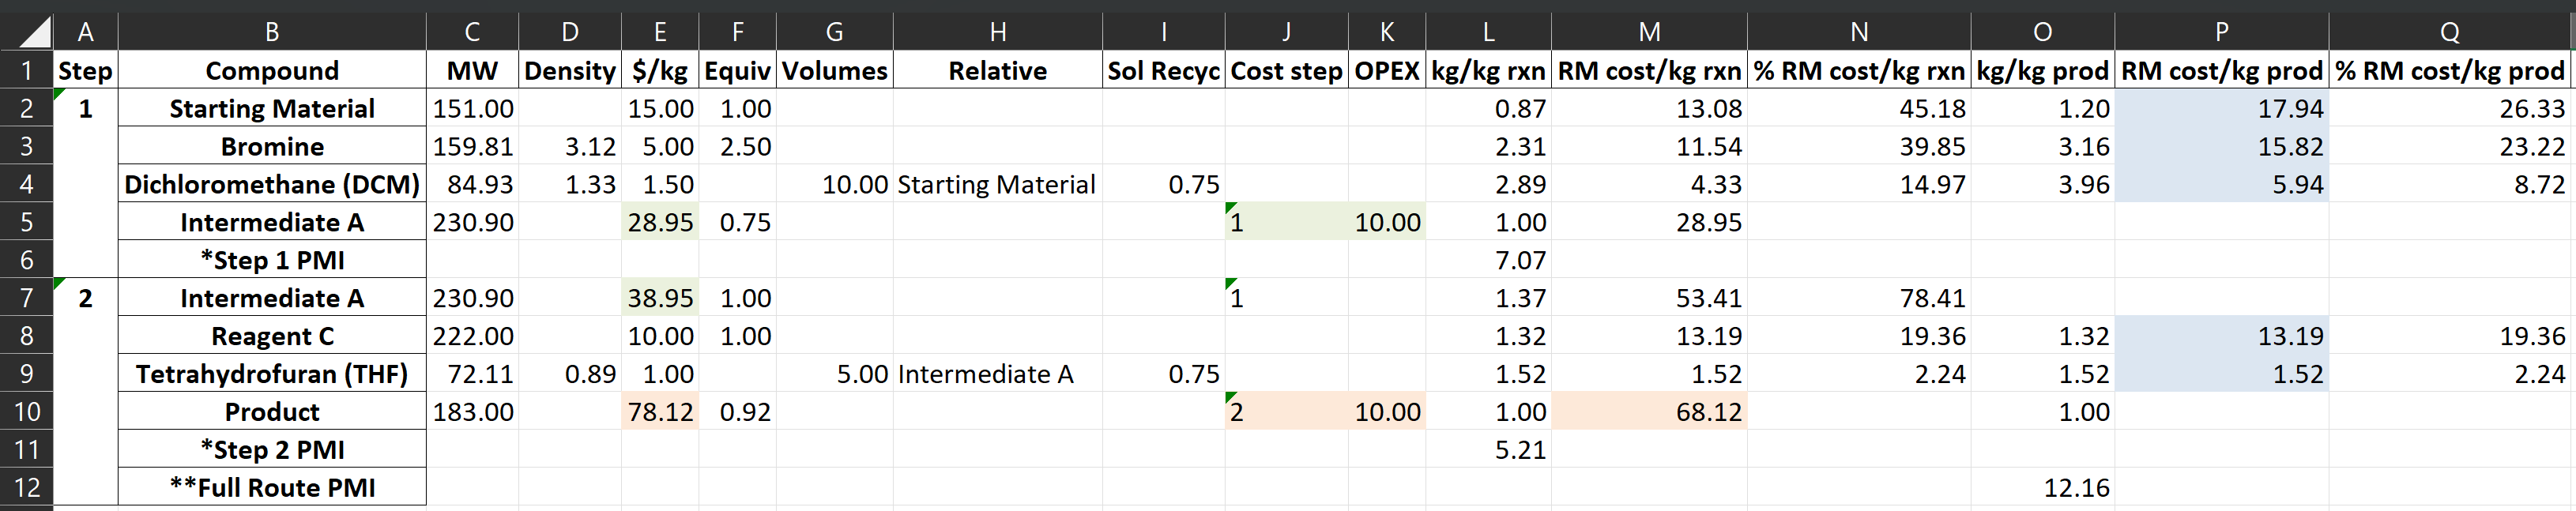 A B C D E F G H I J K L M N O P Q
1 Step Compound MW Density $/kg Equiv Volumes Relative Sol Recyc Cost step OPEX kg/kg rxn RM cost/kg rxn % RM cost/kg rxn kg/kg prod RM cost/kg prod % RM cost/kg prod
2 1 Starting Material 151.00 15.00 1.00 0.87 13.08 45.18 1.20 17.94 26.33
3 Bromine 159.81 3.12 5.00 2.50 2.31 11.54 39.85 3.16 15.82 23.22
4 Dichloromethane (DCM) 84.93 1.33 1.50 10.00 Starting Material 0.75 2.89 4.33 14.97 3.96 5.94 8.72
5 Intermediate A 230.90 28.95 0.75 1 10.00 1.00 28.95
6 *Step 1 PMI 7.07
7 2 Intermediate A 230.90 38.95 1.00 1 1.37 53.41 78.41
8 Reagent C 222.00 10.00 1.00 1.32 13.19 19.36 1.32 13.19 19.36
9 Tetrahydrofuran (THF) 72.11 0.89 1.00 5.00 Intermediate A 0.75 1.52 1.52 2.24 1.52 1.52 2.24
10 Product 183.00 78.12 0.92 2 10.00 1.00 68.12 1.00
11 *Step 2 PMI 5.21
12 **Full Route PMI 12.16